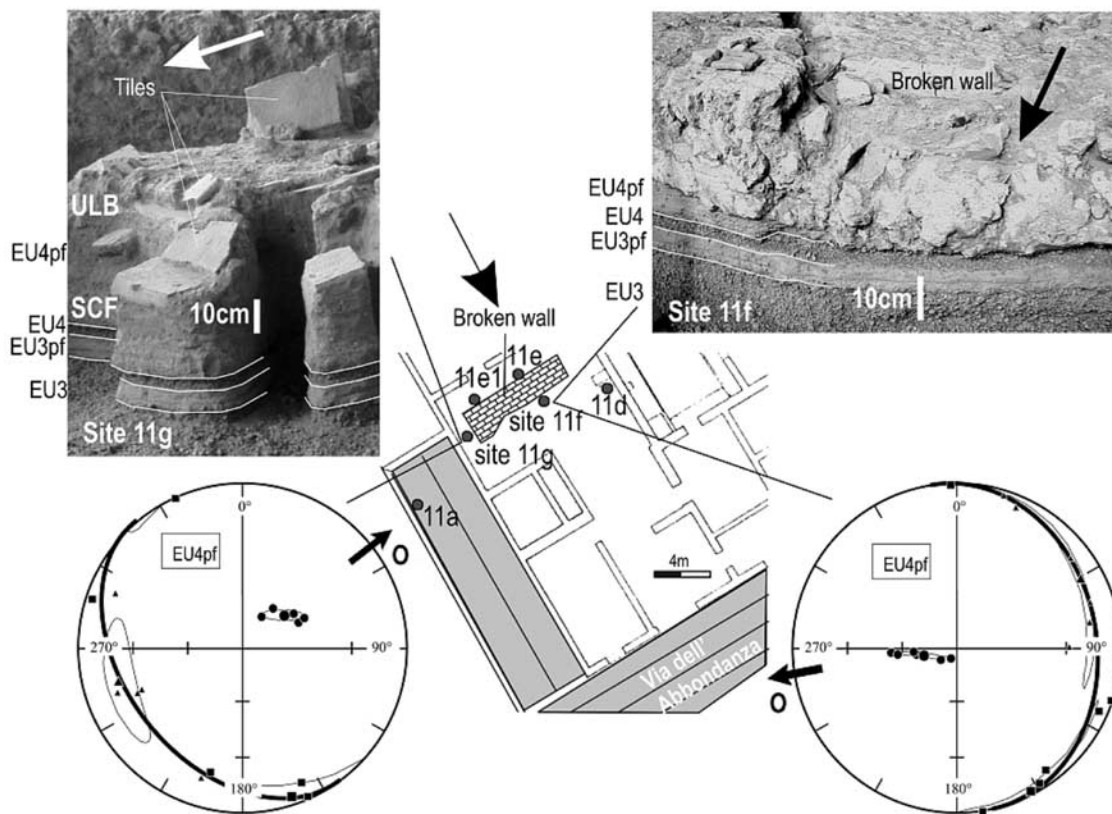 Tiles
ULB
EU4pf
SCF
EU4
EU3pf
EU3
10cm
Site 11g
Broken wall
EU4pf
EU4
EU3pf
EU3
10cm
Site 11f
Broken wall
11e
11e1
11d
site 11f
site 11g
11a
4m
Via dell'
Abbondanza
0°
EU4pf
270°
90°
180°
O
0°
EU4pf
270°
90°
180°
O